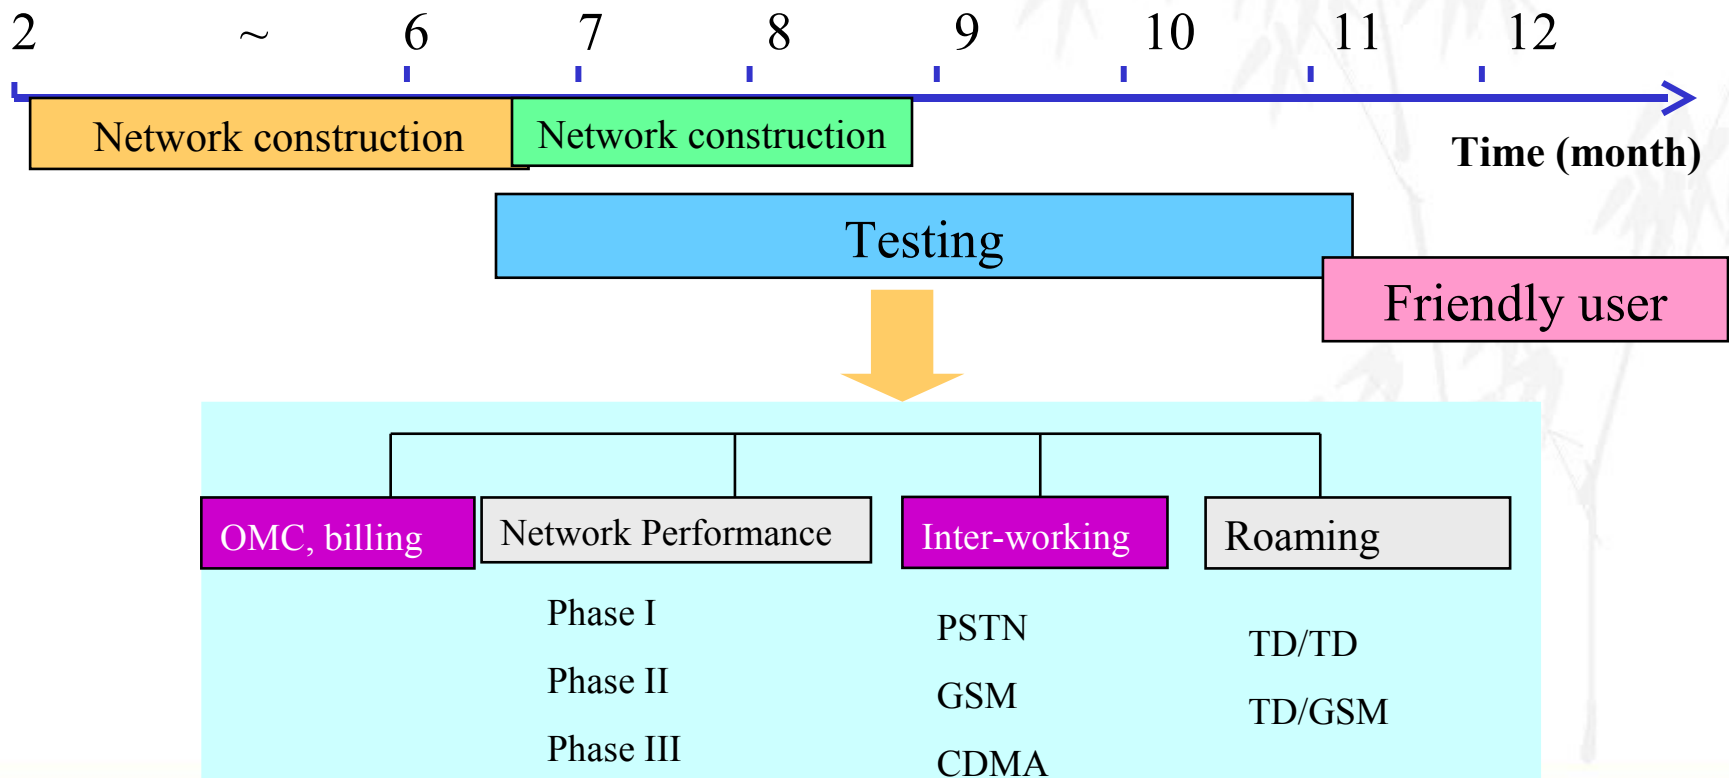 2 ~ 6 7 8 9 10 11 12
Network construction
Network construction
Time (month)
Testing
Friendly user
OMC, billing
Network Performance
Inter-working
Roaming
Phase I
Phase II
Phase III
PSTN
GSM
CDMA
TD/TD
TD/GSM